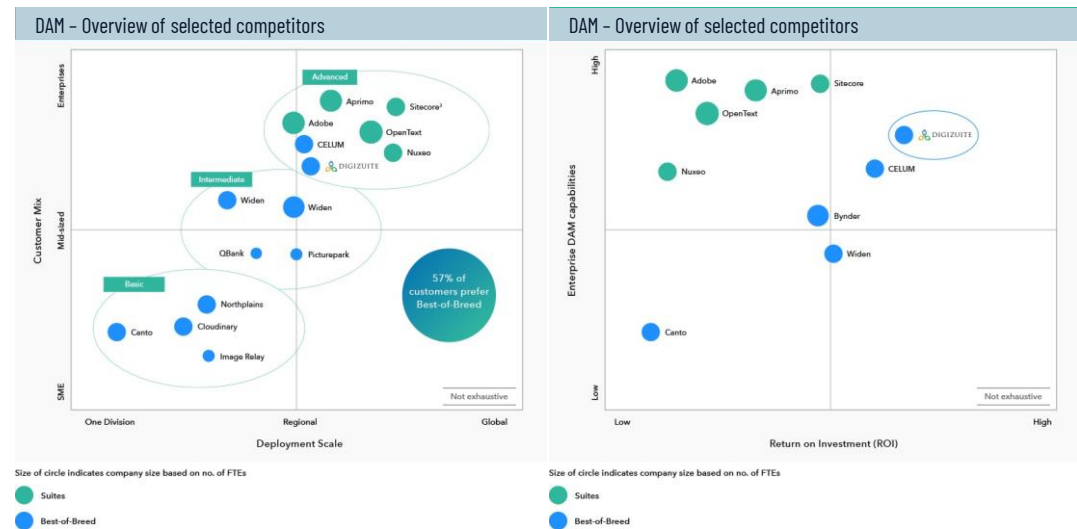 DAM – Overview of selected competitors
Enterprises
Mid-sized
SME
Customer Mix
Advanced
Aprimo
Sitecore³
Adobe
OpenText
CELUM
Nuxeo
DIGIZUITE
Intermediate
Widen
Widen
QBank
Picturepark
57% of
customers prefer
Best-of-Breed
Basic
Northplains
Cloudinary
Canto
Image Relay
Not exhaustive
One Division
Regional
Global
Deployment Scale
Size of circle indicates company size based on no. of FTEs
Suites
Best-of-Breed
DAM – Overview of selected competitors
High
Low
Enterprise DAM capabilities
Adobe
Sitecore
Aprimo
OpenText
DIGIZUITE
CELUM
Nuxeo
Bynder
Widen
Canto
Not exhaustive
Low
High
Return on Investment (ROI)
Size of circle indicates company size based on no. of FTEs
Suites
Best-of-Breed